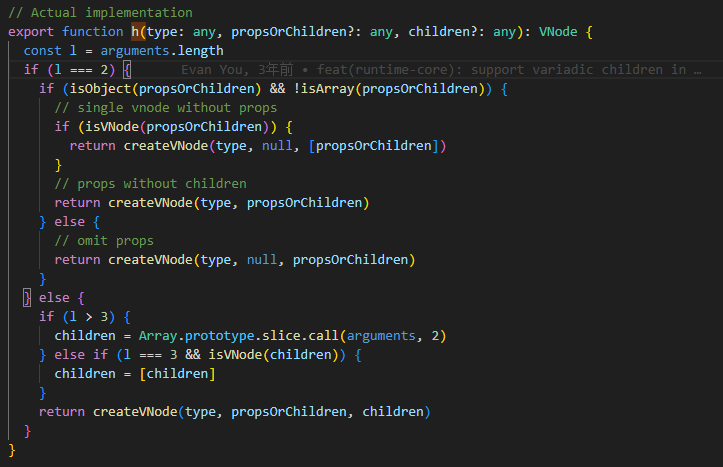 // Actual implementation
export function h(type: any, propsOrChildren?: any, children?: any): VNode {
  const l = arguments.length
  if (l === 2) {       Evan You, 3年前 • feat(runtime-core): support variadic children in …
    if (isObject(propsOrChildren) && !isArray(propsOrChildren)) {
      // single vnode without props
      if (isVNode(propsOrChildren)) {
        return createVNode(type, null, [propsOrChildren])
      }
      // props without children
      return createVNode(type, propsOrChildren)
    } else {
      // omit props
      return createVNode(type, null, propsOrChildren)
    }
  } else {
    if (l > 3) {
      children = Array.prototype.slice.call(arguments, 2)
    } else if (l === 3 && isVNode(children)) {
      children = [children]
    }
    return createVNode(type, propsOrChildren, children)
  }
}